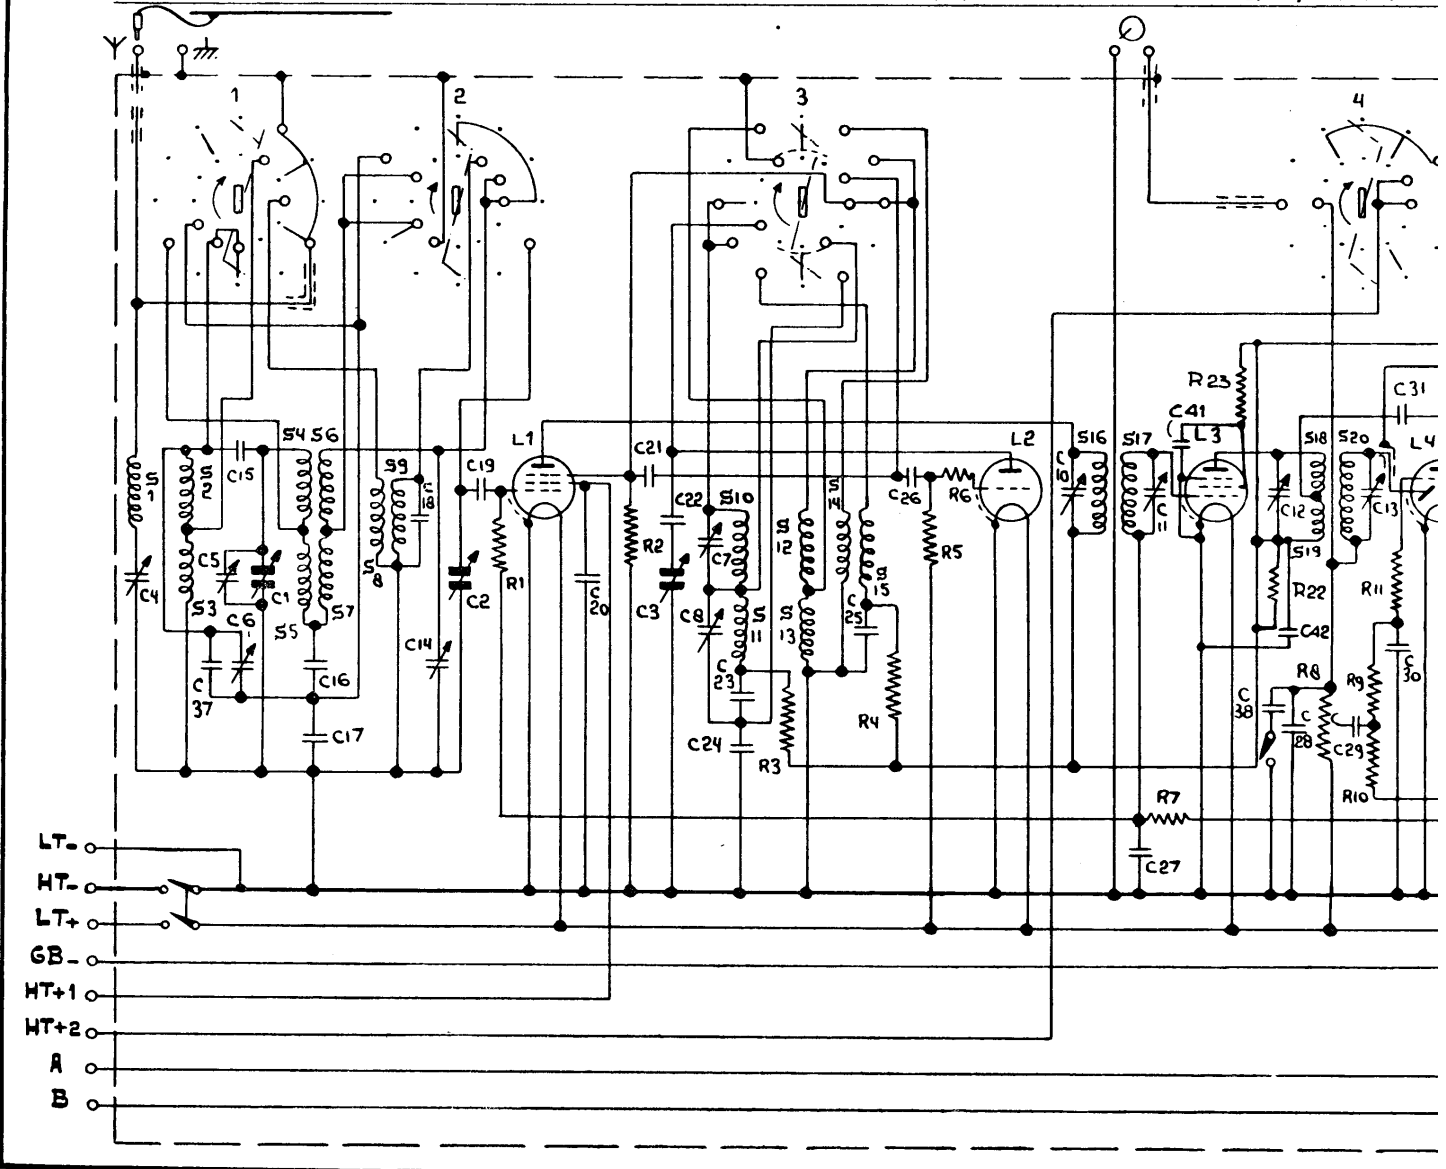 1
2
3
4
L1
L2
L3
L4
S1
S2
S3
S4 S6
S5
S7
S8
S9
S10
S11
S12
S13
S14
S15
S16
S17
S18
S19
S20
C4
C5
C6
C1
C15
C37
C16
C17
C18
C14
C19
C2
R1
C20
R2
C21
C22
C3
C7
C8
C23
C24
R3
C25
R4
C26
R5
R6
C10
C11
C41
R23
C12
C13
C31
R22
C42
R8
C38
C28
R11
R9
C30
C29
R10
R7
C27
LT-
HT-
LT+
GB-
HT+1
HT+2
A
B